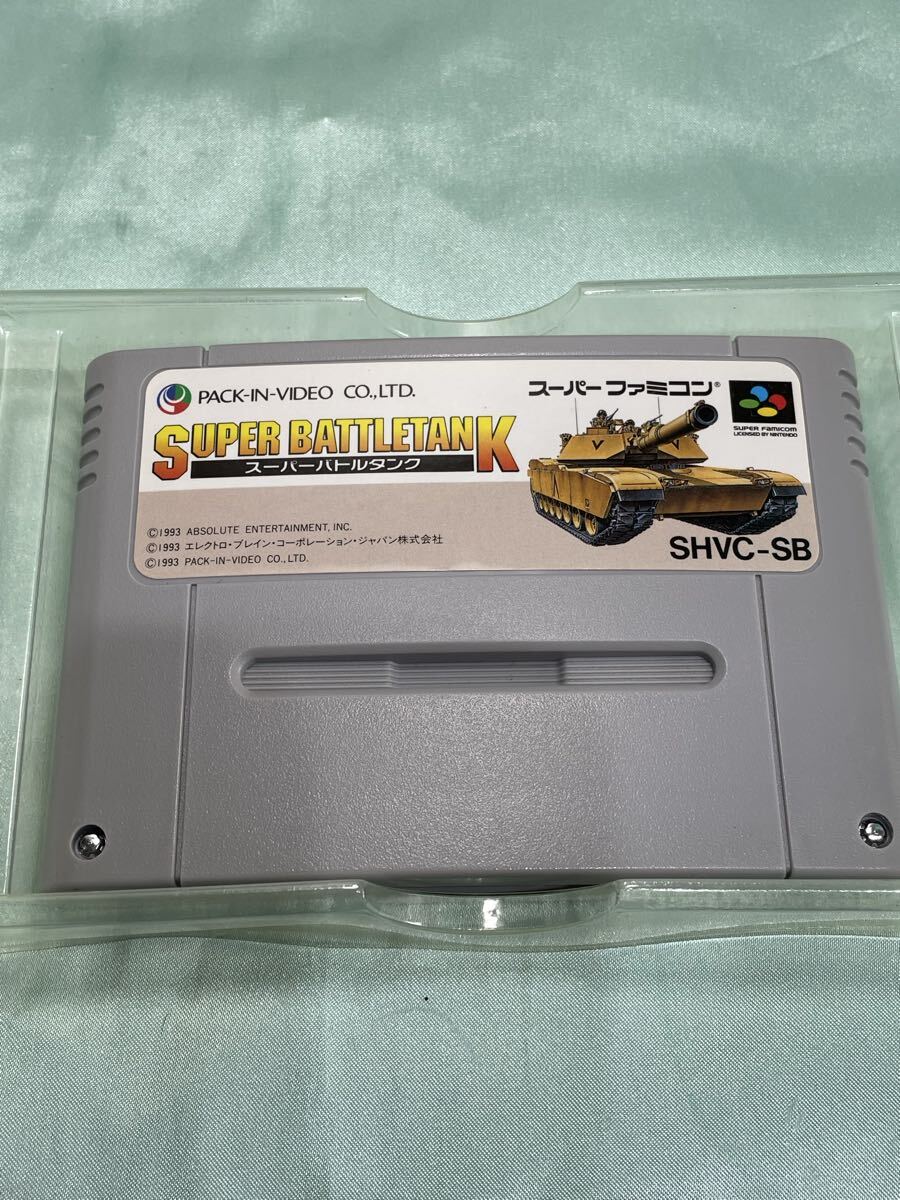 PACK-IN-VIDEO CO.,LTD.
スーパーファミコン®
SUPER BATTLETANK
スーパーバトルタンク
SUPER FAMICOM
LICENSED BY NINTENDO
©1993 ABSOLUTE ENTERTAINMENT, INC.
©1993 エレクトロ・ブレイン・コーポレーション・ジャパン株式会社
©1993 PACK-IN-VIDEO CO., LTD.
SHVC-SB